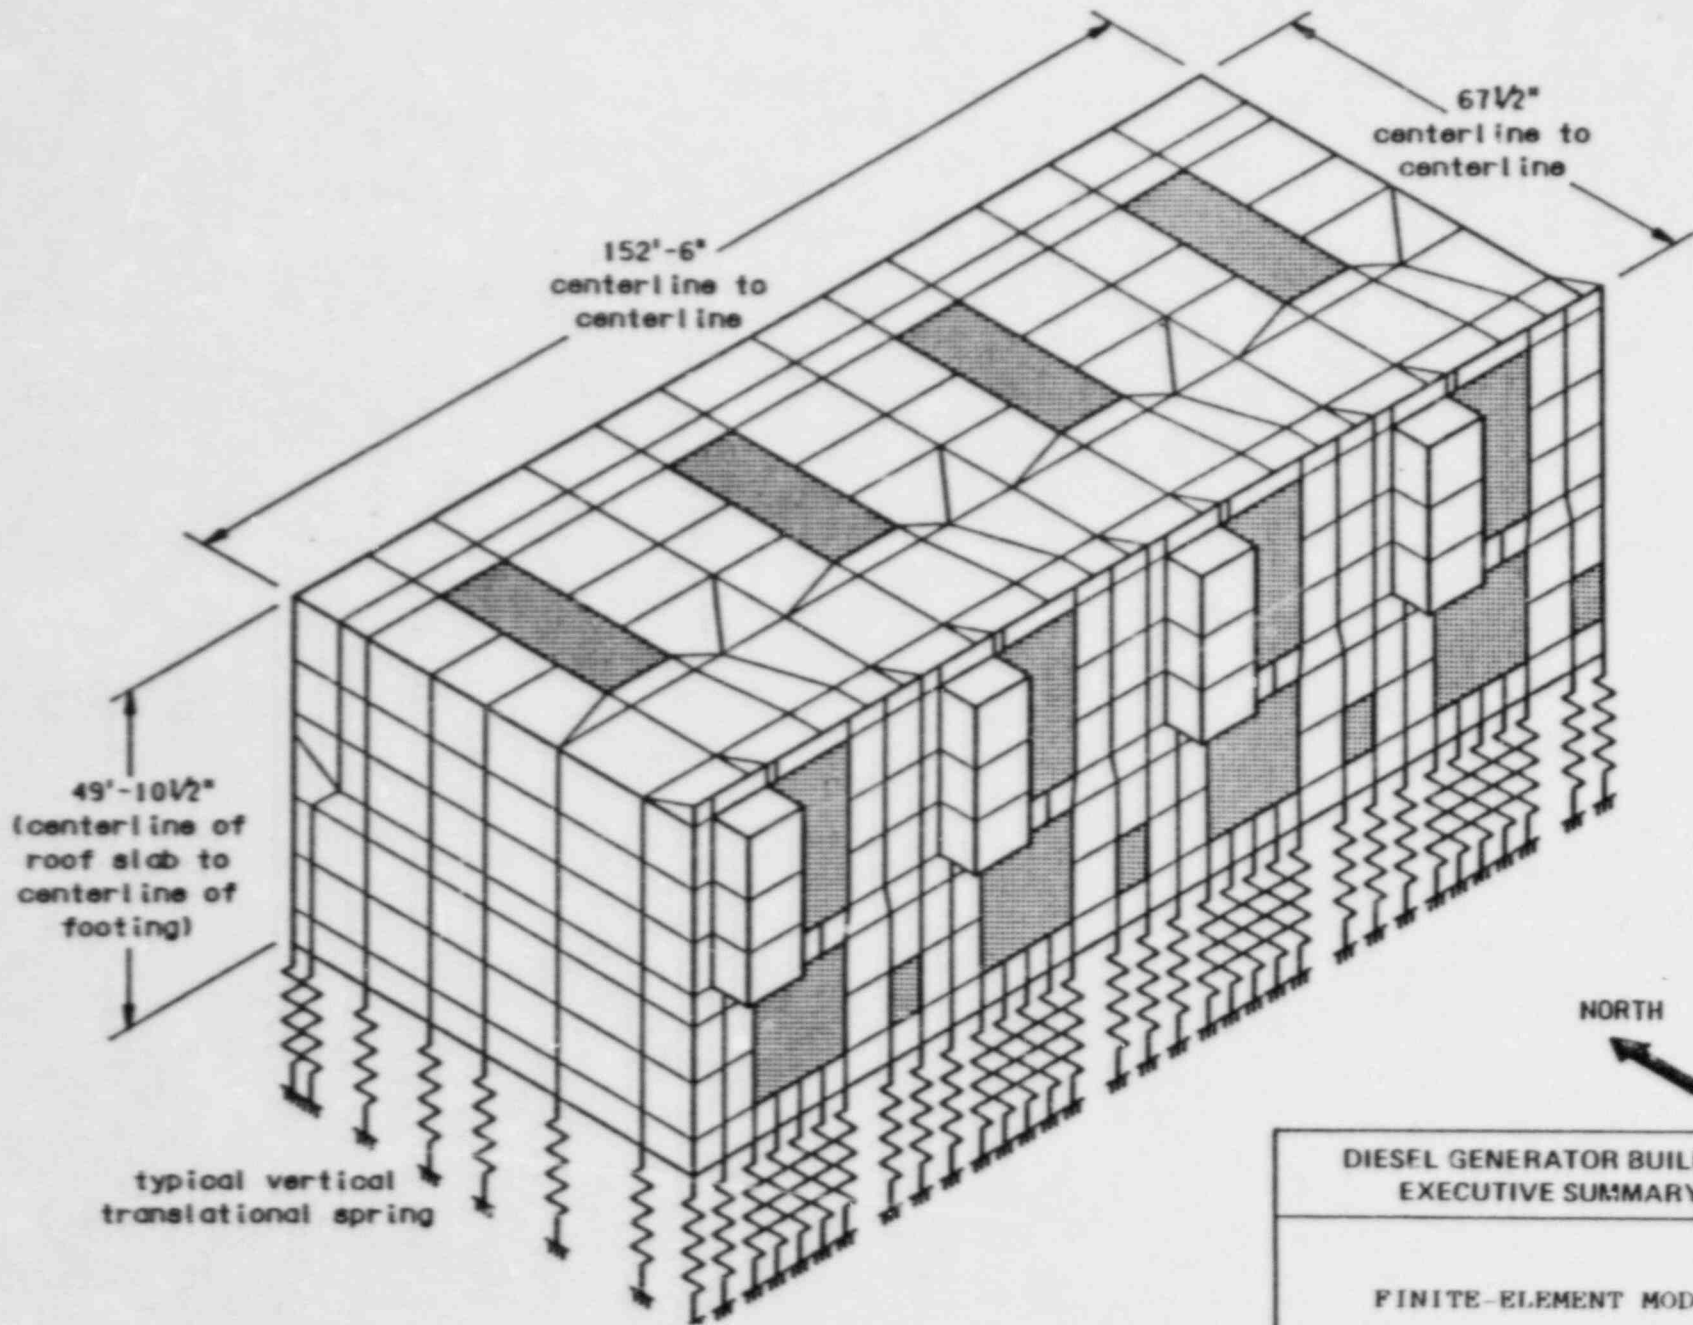 67½"
centerline to
centerline
152'-6"
centerline to
centerline
49'-10½"
(centerline of
roof slab to
centerline of
footing)
typical vertical
translational spring
NORTH
DIESEL GENERATOR BUIL
EXECUTIVE SUMMARY
FINITE-ELEMENT MOD